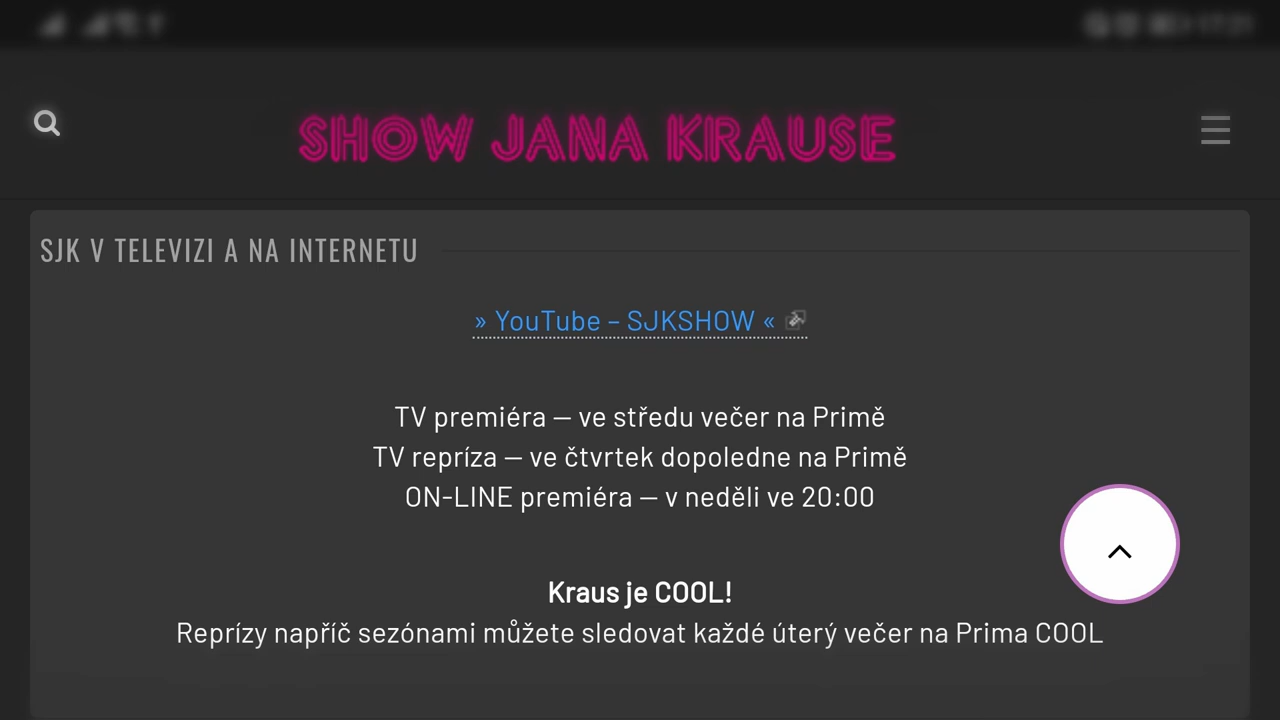 SHOW JANA KRAUSE
SJK V TELEVIZI A NA INTERNETU
» YouTube – SJKSHOW «
TV premiéra — ve středu večer na Primě
TV repríza — ve čtvrtek dopoledne na Primě
ON-LINE premiéra — v neděli ve 20:00
Kraus je COOL!
Reprízy napříč sezónami můžete sledovat každé úterý večer na Prima COOL